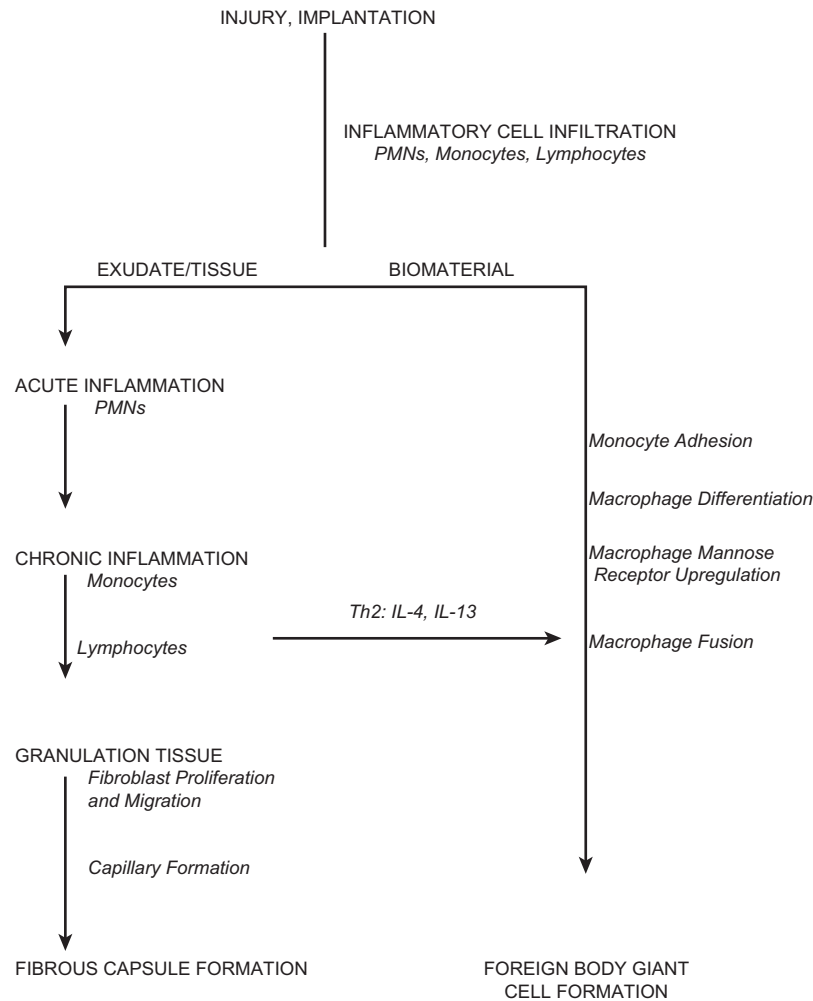 INJURY, IMPLANTATION
INFLAMMATORY CELL INFILTRATION
PMNs, Monocytes, Lymphocytes
EXUDATE/TISSUE
BIOMATERIAL
ACUTE INFLAMMATION
PMNs
CHRONIC INFLAMMATION
Monocytes
Lymphocytes
Th2: IL-4, IL-13
Monocyte Adhesion
Macrophage Differentiation
Macrophage Mannose
Receptor Upregulation
Macrophage Fusion
GRANULATION TISSUE
Fibroblast Proliferation
and Migration
Capillary Formation
FIBROUS CAPSULE FORMATION
FOREIGN BODY GIANT
CELL FORMATION